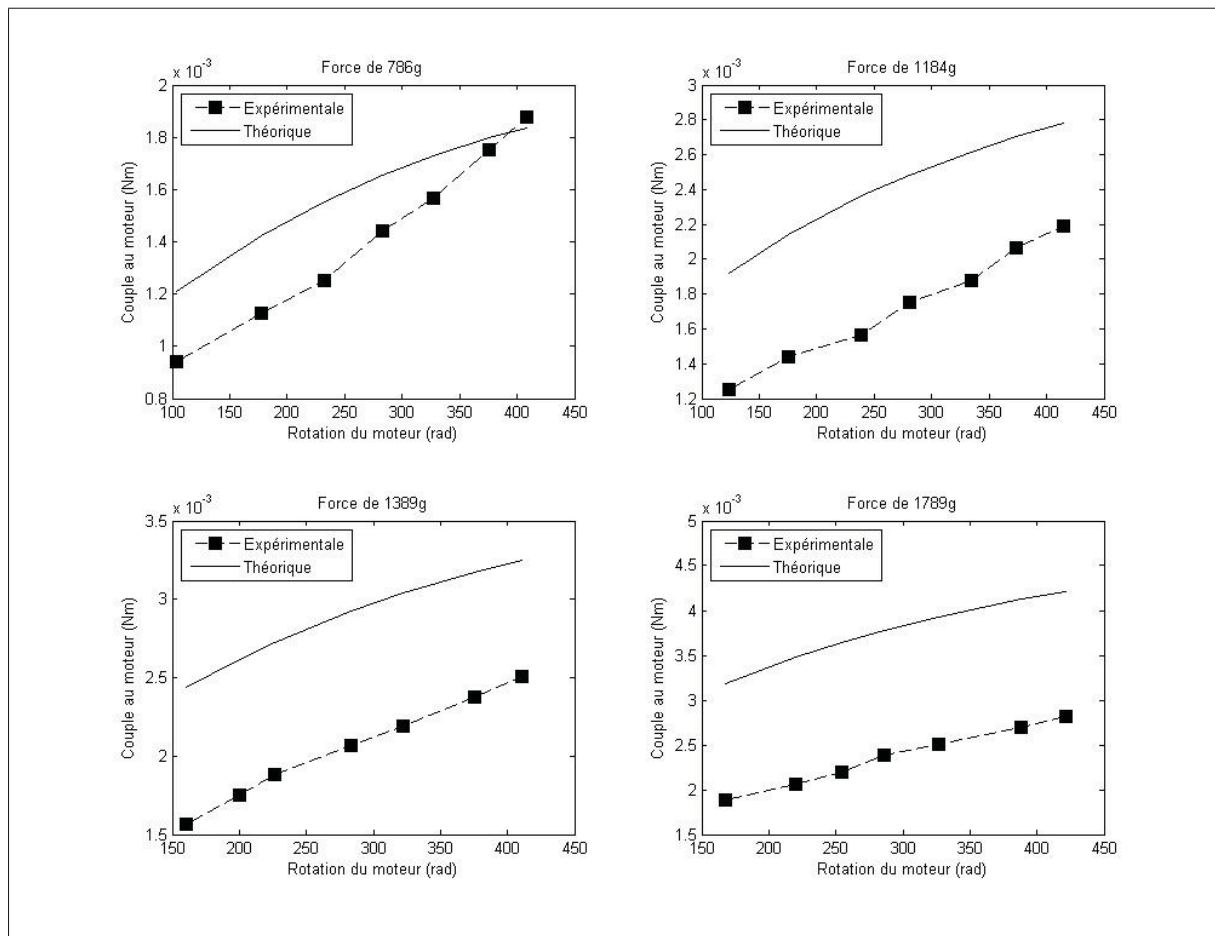 Force de 786g
x 10-3
2
1.8
1.6
1.4
1.2
1
0.8
Couple au moteur (Nm)
Expérimentale
Théorique
100 150 200 250 300 350 400 450
Rotation du moteur (rad)
Force de 1184g
x 10-3
3
2.8
2.6
2.4
2.2
2
1.8
1.6
1.4
1.2
Couple au moteur (Nm)
Expérimentale
Théorique
100 150 200 250 300 350 400 450
Rotation du moteur (rad)
Force de 1389g
x 10-3
3.5
3
2.5
2
1.5
Couple au moteur (Nm)
Expérimentale
Théorique
150 200 250 300 350 400 450
Rotation du moteur (rad)
Force de 1789g
x 10-3
5
4.5
4
3.5
3
2.5
2
1.5
Couple au moteur (Nm)
Expérimentale
Théorique
150 200 250 300 350 400 450
Rotation du moteur (rad)